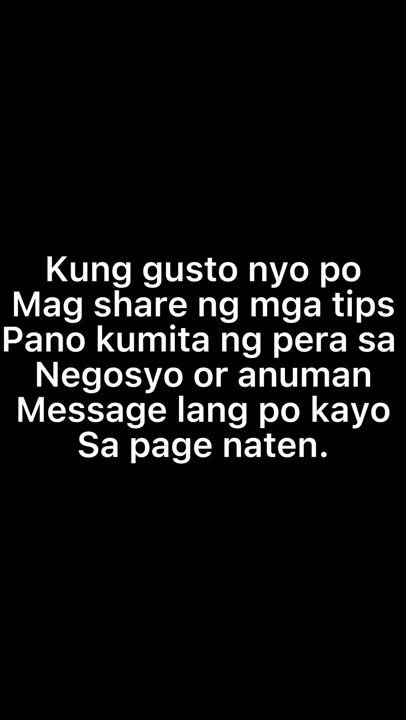 Kung gusto nyo po
Mag share ng mga tips
Pano kumita ng pera sa
Negosyo or anuman
Message lang po kayo
Sa page naten.